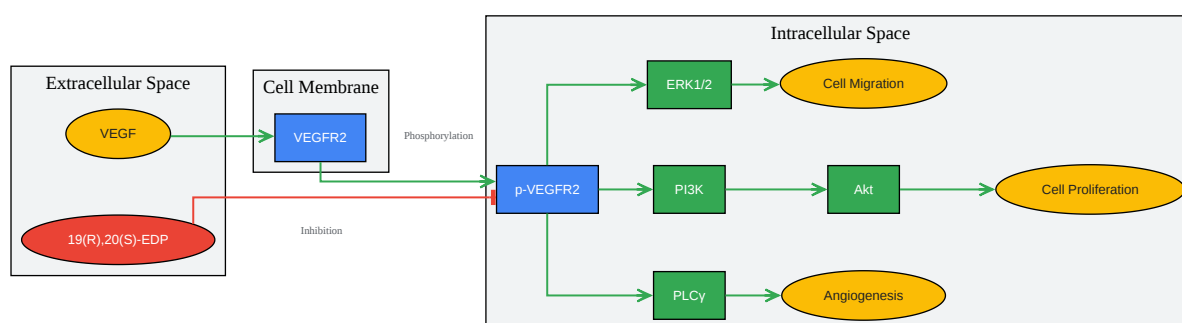 Extracellular Space
VEGF
19(R),20(S)-EDP
Cell Membrane
VEGFR2
Phosphorylation
Inhibition
Intracellular Space
p-VEGFR2
ERK1/2
Cell Migration
PI3K
Akt
Cell Proliferation
PLCγ
Angiogenesis